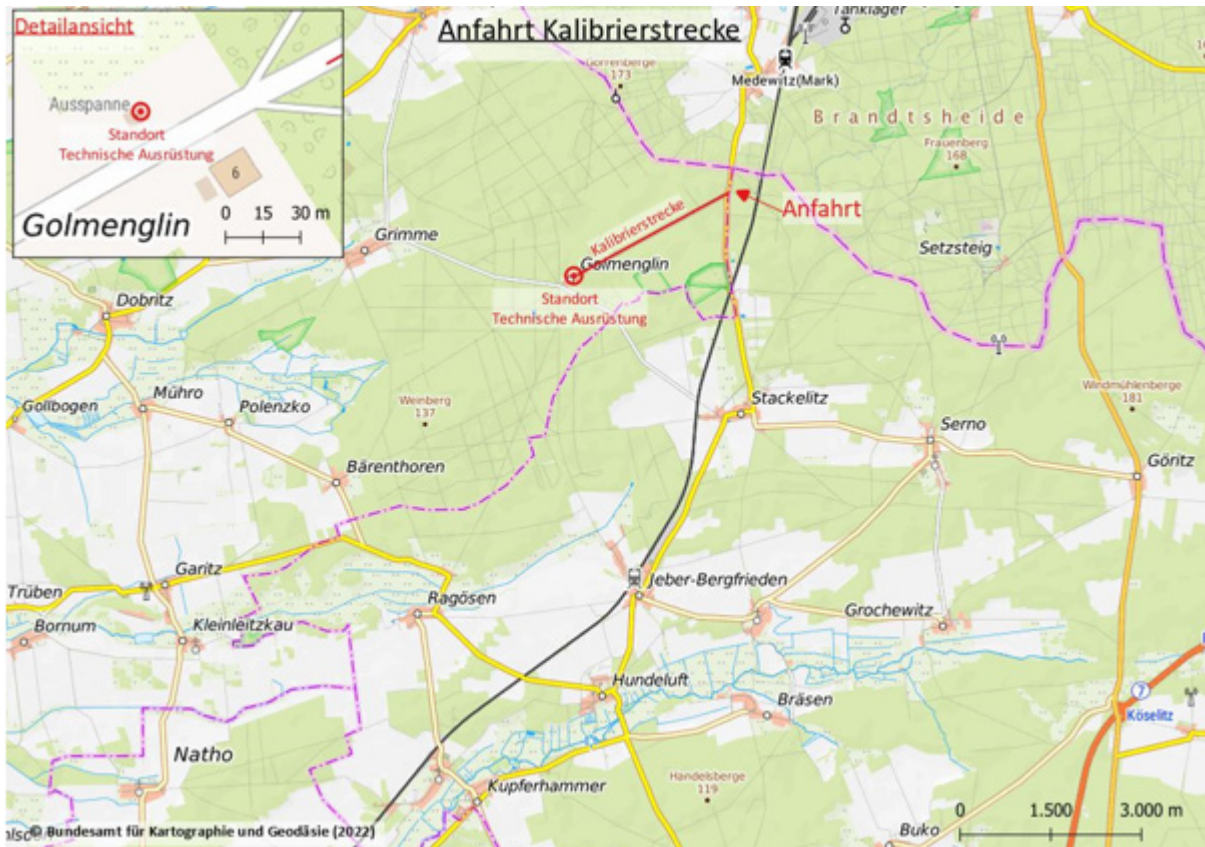 Anfahrt Kalibrierstrecke
Detailansicht
Ausspanne
Standort
Technische Ausrüstung
6
Golmenglin
0 15 30 m
Tanklager
Gorrenberge
173
Medewitz(Mark)
Brandtsheide
Frauenberg
168
Kalibrierstrecke
Anfahrt
Grimme
Setzsteig
Golmenglin
Standort
Technische Ausrüstung
Dobritz
Windmühlenberge
181
Mühro
Weinberg
137
Stackelitz
Gollbogen
Polenzko
Serno
Göritz
Bärenthoren
Garitz
Jeber-Bergfrieden
Trüben
Ragösen
Grochewitz
Bornum
Kleinleitzkau
Hundeluft
7
Bräsen
Köselitz
Natho
Handelsberge
119
Kupferhammer
0 1.500 3.000 m
© Bundesamt für Kartographie und Geodäsie (2022)
Buko